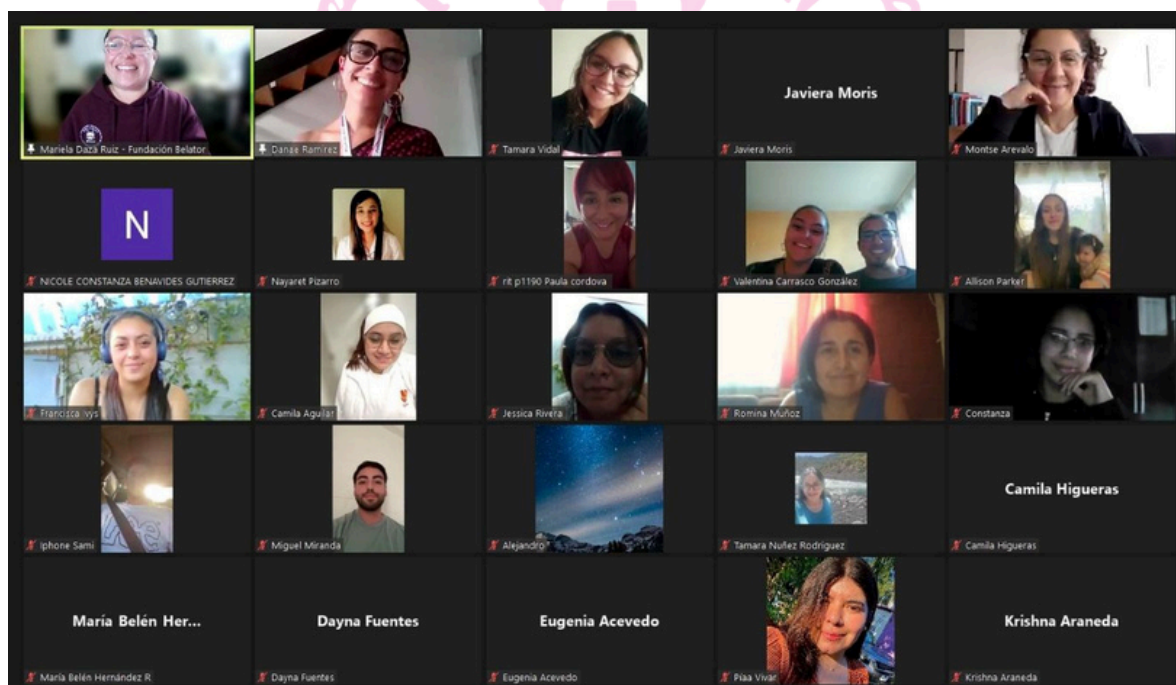 Mariela Daza Ruiz - Fundación Belator
Danae Ramirez
Tamara Vidal
Javiera Moris
Javiera Moris
Montse Arevalo
N
NICOLE CONSTANZA BENAVIDES GUTIERREZ
Nayaret Pizarro
rit p1190 Paula cordova
Valentina Carrasco González
Allison Parker
Francisca Ivys
Camila Aguilar
Jessica Rivera
Romina Muñoz
Constanza
Iphone Sami
Miguel Miranda
Alejandro
Tamara Nuñez Rodriguez
Camila Higueras
Camila Higueras
María Belén Her...
María Belén Hernández R
Dayna Fuentes
Dayna Fuentes
Eugenia Acevedo
Eugenia Acevedo
Piaa Vivar
Krishna Araneda
Krishna Araneda